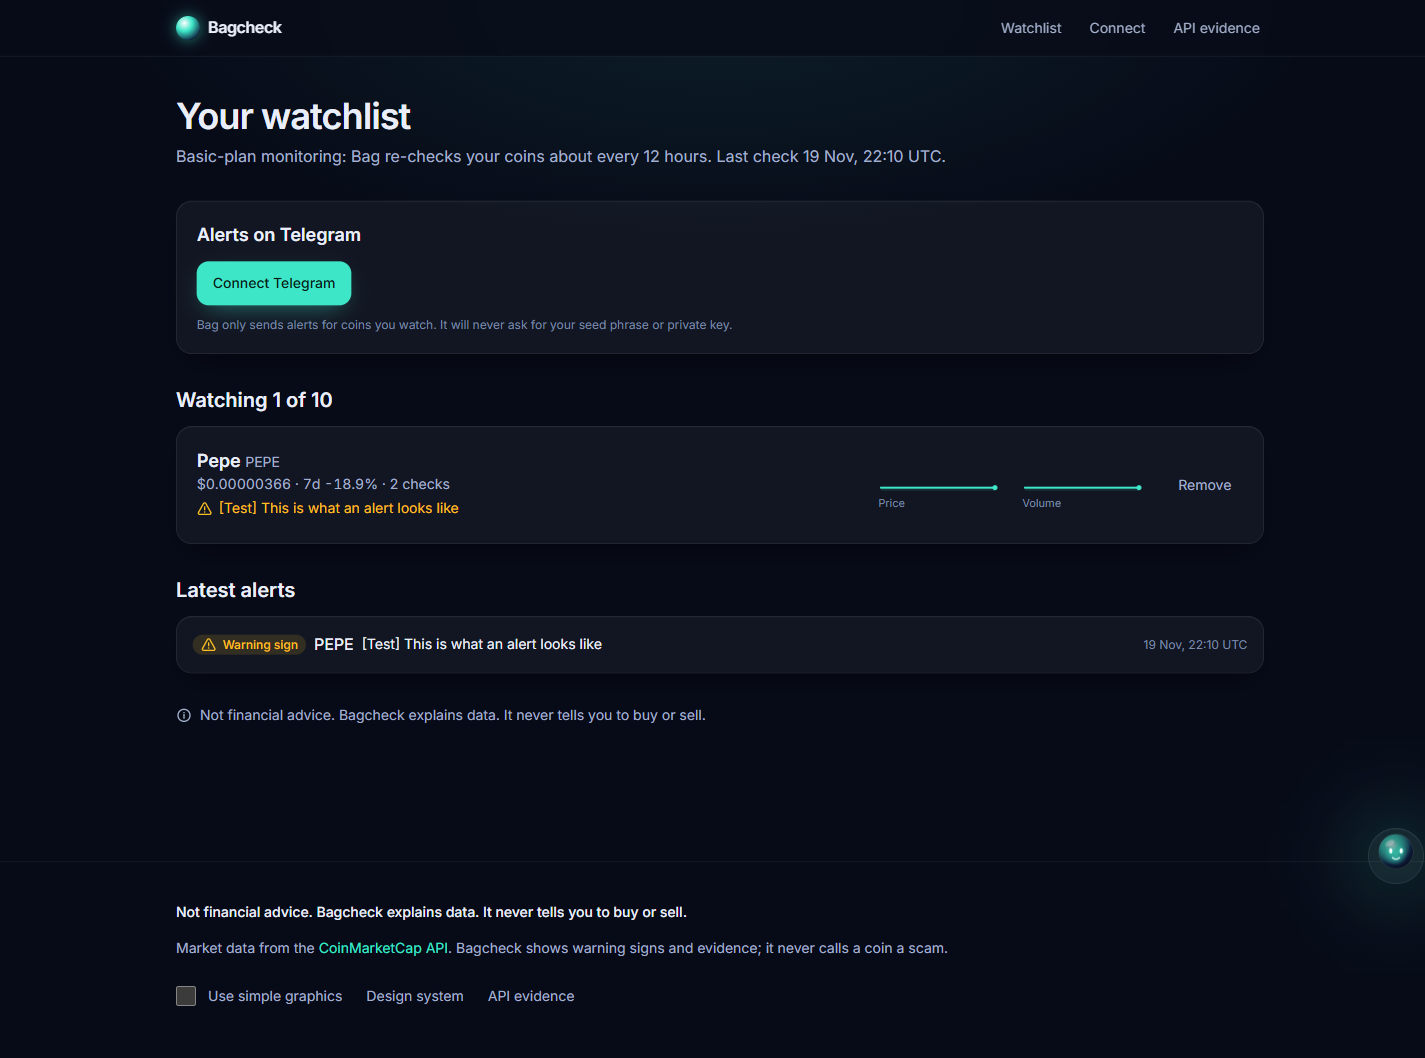 Bagcheck
Watchlist
Connect
API evidence
Your watchlist
Basic-plan monitoring: Bag re-checks your coins about every 12 hours. Last check 19 Nov, 22:10 UTC.
Alerts on Telegram
Connect Telegram
Bag only sends alerts for coins you watch. It will never ask for your seed phrase or private key.
Watching 1 of 10
Pepe PEPE
$0.00000366 · 7d -18.9% · 2 checks
[Test] This is what an alert looks like
Price
Volume
Remove
Latest alerts
Warning sign PEPE [Test] This is what an alert looks like 19 Nov, 22:10 UTC
Not financial advice. Bagcheck explains data. It never tells you to buy or sell.
Not financial advice. Bagcheck explains data. It never tells you to buy or sell.
Market data from the CoinMarketCap API. Bagcheck shows warning signs and evidence; it never calls a coin a scam.
Use simple graphics
Design system
API evidence